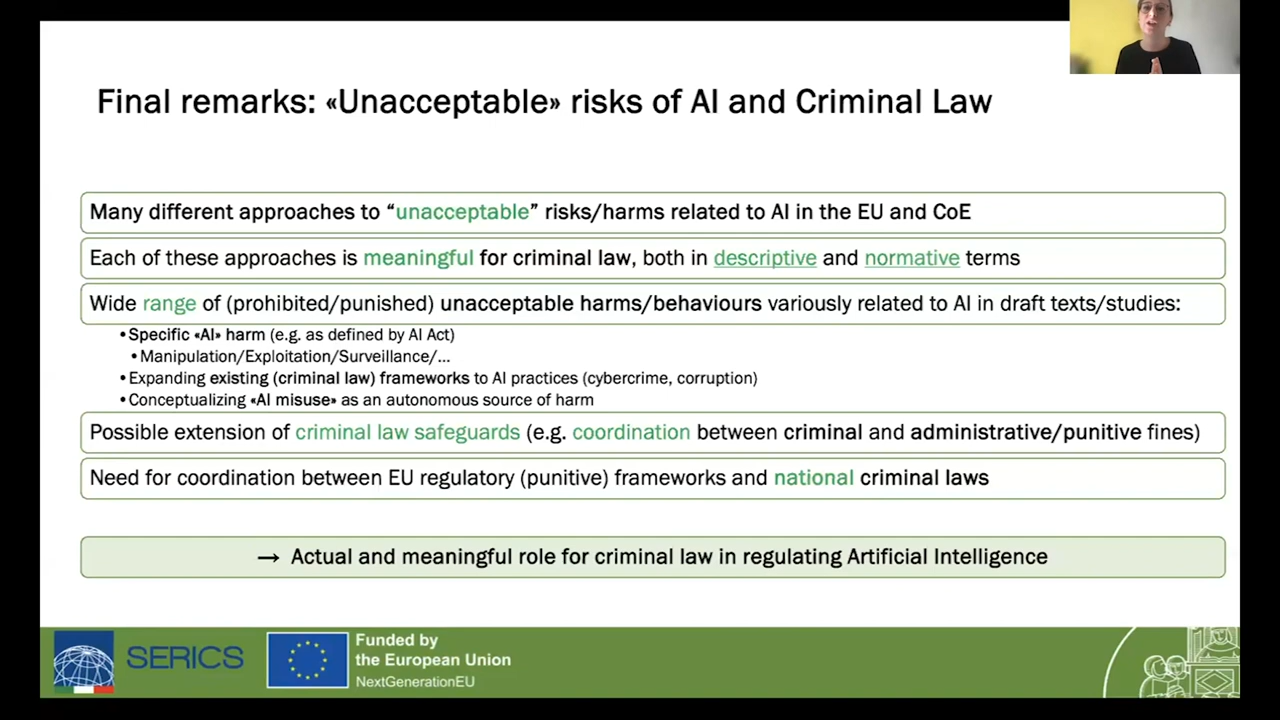 Final remarks: «Unacceptable» risks of AI and Criminal Law
Many different approaches to “unacceptable” risks/harms related to AI in the EU and CoE
Each of these approaches is meaningful for criminal law, both in descriptive and normative terms
Wide range of (prohibited/punished) unacceptable harms/behaviours variously related to AI in draft texts/studies:
•Specific «AI» harm (e.g. as defined by AI Act)
•Manipulation/Exploitation/Surveillance/...
•Expanding existing (criminal law) frameworks to AI practices (cybercrime, corruption)
•Conceptualizing «AI misuse» as an autonomous source of harm
Possible extension of criminal law safeguards (e.g. coordination between criminal and administrative/punitive fines)
Need for coordination between EU regulatory (punitive) frameworks and national criminal laws
→ Actual and meaningful role for criminal law in regulating Artificial Intelligence
SERICS
Funded by
the European Union
NextGenerationEU